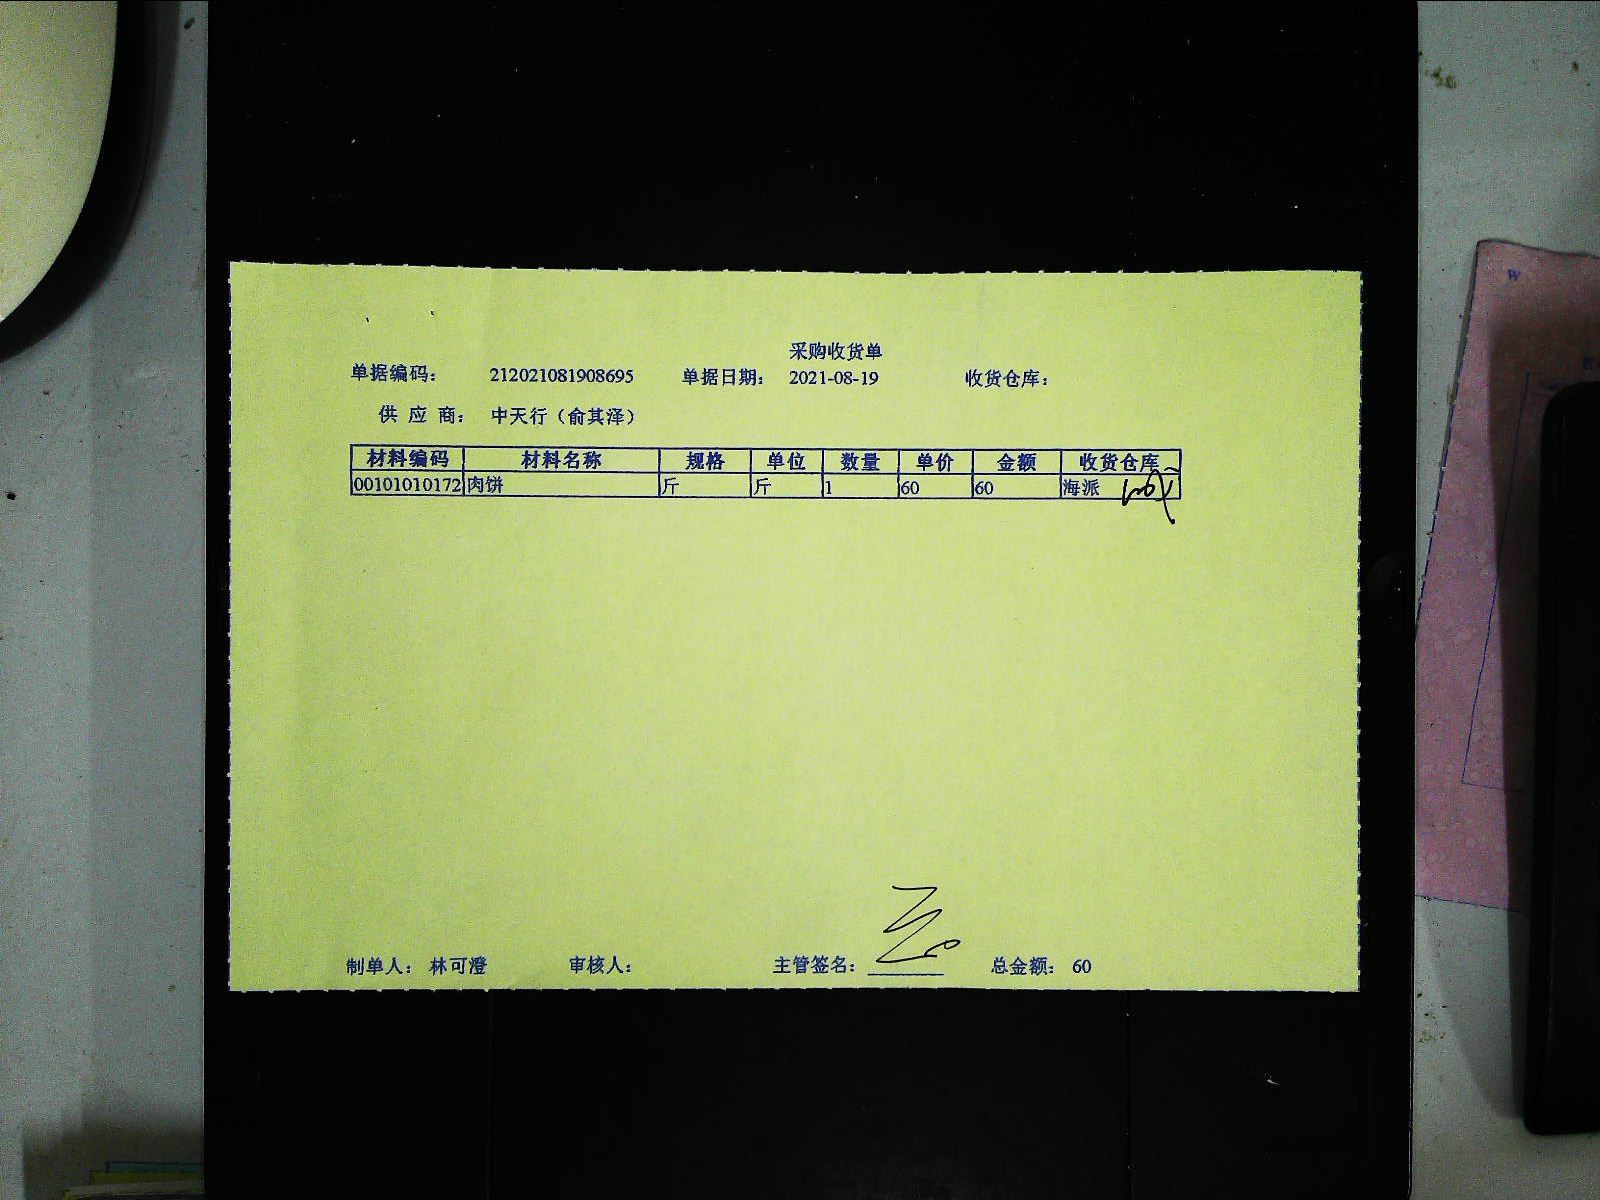 采购收货单
单据编码： 212021081908695 单据日期： 2021-08-19 收货仓库：
供 应 商： 中天行（俞其泽）
材料编码 材料名称 规格 单位 数量 单价 金额 收货仓库
00101010172 肉饼 斤 斤 1 60 60 海派
制单人： 林可澄 审核人： 主管签名： 总金额： 60
W